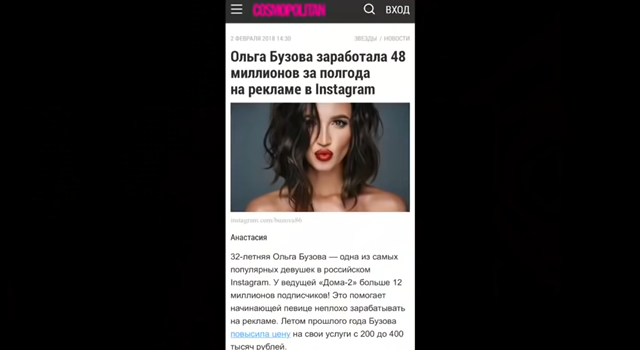 COSMOPOLITAN
ВХОД
2 ФЕВРАЛЯ 2018 14:30
ЗВЕЗДЫ / НОВОСТИ
Ольга Бузова заработала 48
миллионов за полгода
на рекламе в Instagram
Анастасия
32-летняя Ольга Бузова — одна из самых
популярных девушек в российском
Instagram. У ведущей «Дома-2» больше 12
миллионов подписчиков! Это помогает
начинающей певице неплохо зарабатывать
на рекламе. Летом прошлого года Бузова
повысила цену на свои услуги с 200 до 400
тысяч рублей.